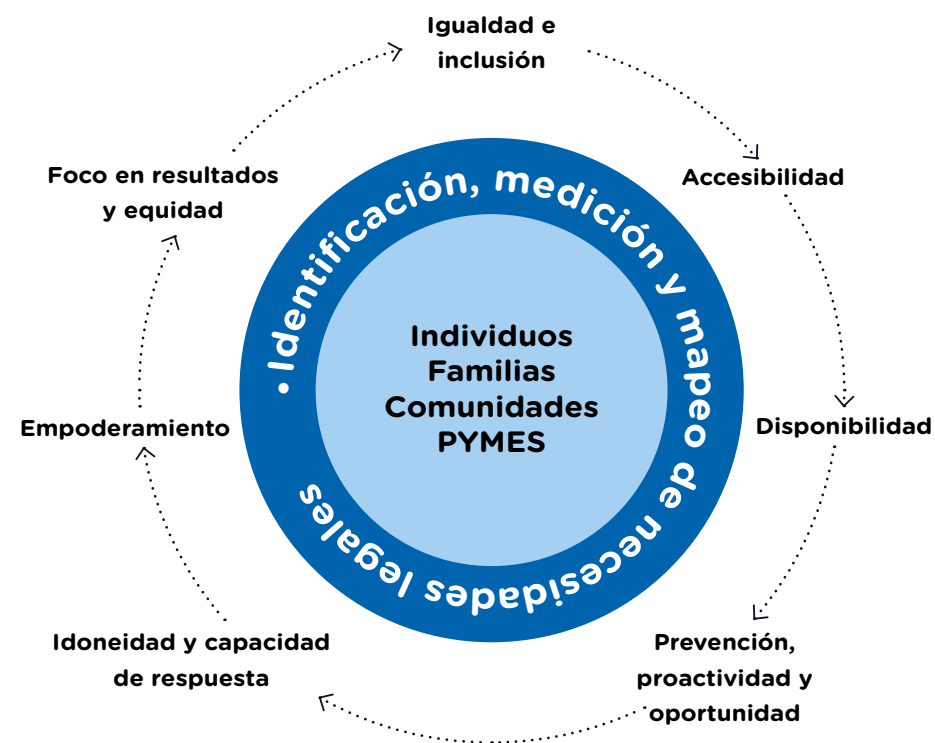 Igualdad e
inclusión
Accesibilidad
Disponibilidad
Prevención,
proactividad y
oportunidad
Idoneidad y capacidad
de respuesta
Empoderamiento
Foco en resultados
y equidad
• Identificación, medición y mapeo de necesidades legales
Individuos
Familias
Comunidades
PYMES